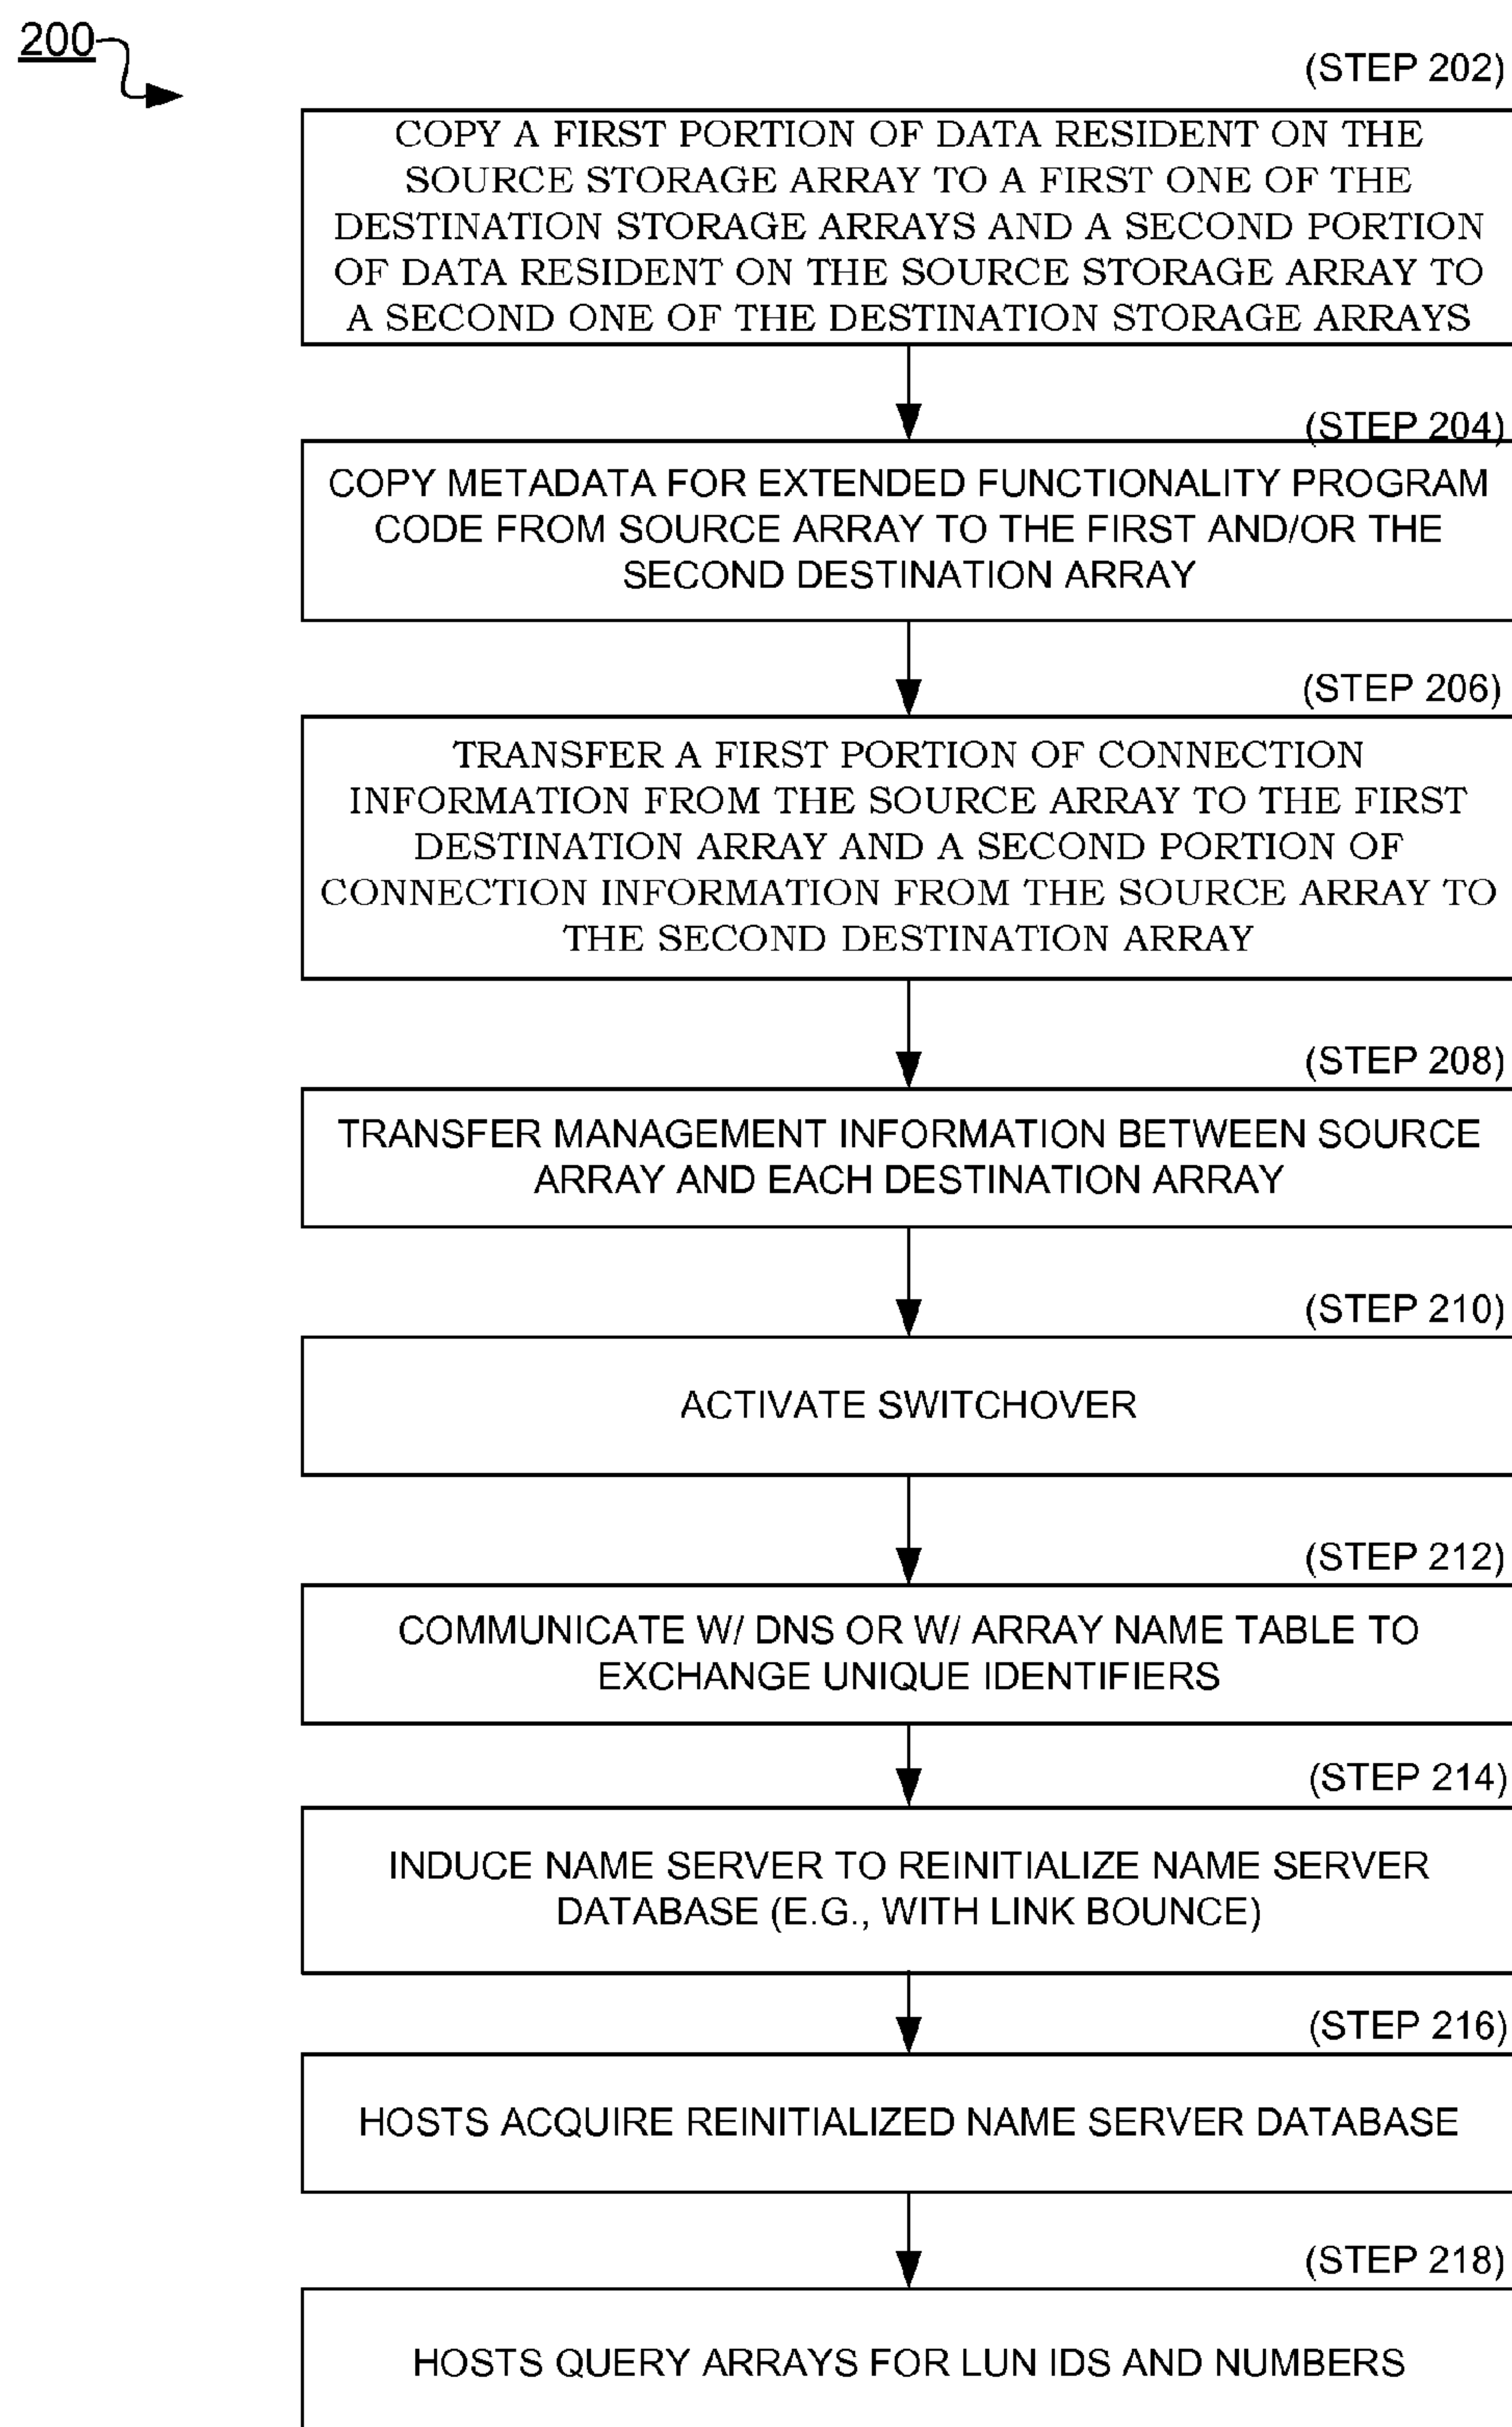 200
(STEP 202)
COPY A FIRST PORTION OF DATA RESIDENT ON THE
SOURCE STORAGE ARRAY TO A FIRST ONE OF THE
DESTINATION STORAGE ARRAYS AND A SECOND PORTION
OF DATA RESIDENT ON THE SOURCE STORAGE ARRAY TO
A SECOND ONE OF THE DESTINATION STORAGE ARRAYS
(STEP 204)
COPY METADATA FOR EXTENDED FUNCTIONALITY PROGRAM
CODE FROM SOURCE ARRAY TO THE FIRST AND/OR THE
SECOND DESTINATION ARRAY
(STEP 206)
TRANSFER A FIRST PORTION OF CONNECTION
INFORMATION FROM THE SOURCE ARRAY TO THE FIRST
DESTINATION ARRAY AND A SECOND PORTION OF
CONNECTION INFORMATION FROM THE SOURCE ARRAY TO
THE SECOND DESTINATION ARRAY
(STEP 208)
TRANSFER MANAGEMENT INFORMATION BETWEEN SOURCE
ARRAY AND EACH DESTINATION ARRAY
(STEP 210)
ACTIVATE SWITCHOVER
(STEP 212)
COMMUNICATE W/ DNS OR W/ ARRAY NAME TABLE TO
EXCHANGE UNIQUE IDENTIFIERS
(STEP 214)
INDUCE NAME SERVER TO REINITIALIZE NAME SERVER
DATABASE (E.G., WITH LINK BOUNCE)
(STEP 216)
HOSTS ACQUIRE REINITIALIZED NAME SERVER DATABASE
(STEP 218)
HOSTS QUERY ARRAYS FOR LUN IDS AND NUMBERS